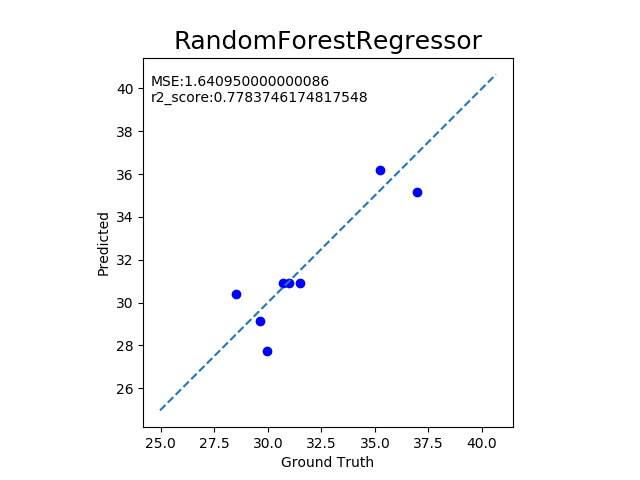 RandomForestRegressor
MSE:1.640950000000086
r2_score:0.7783746174817548
40
38
36
34
32
30
28
26
Predicted
25.0 27.5 30.0 32.5 35.0 37.5 40.0
Ground Truth